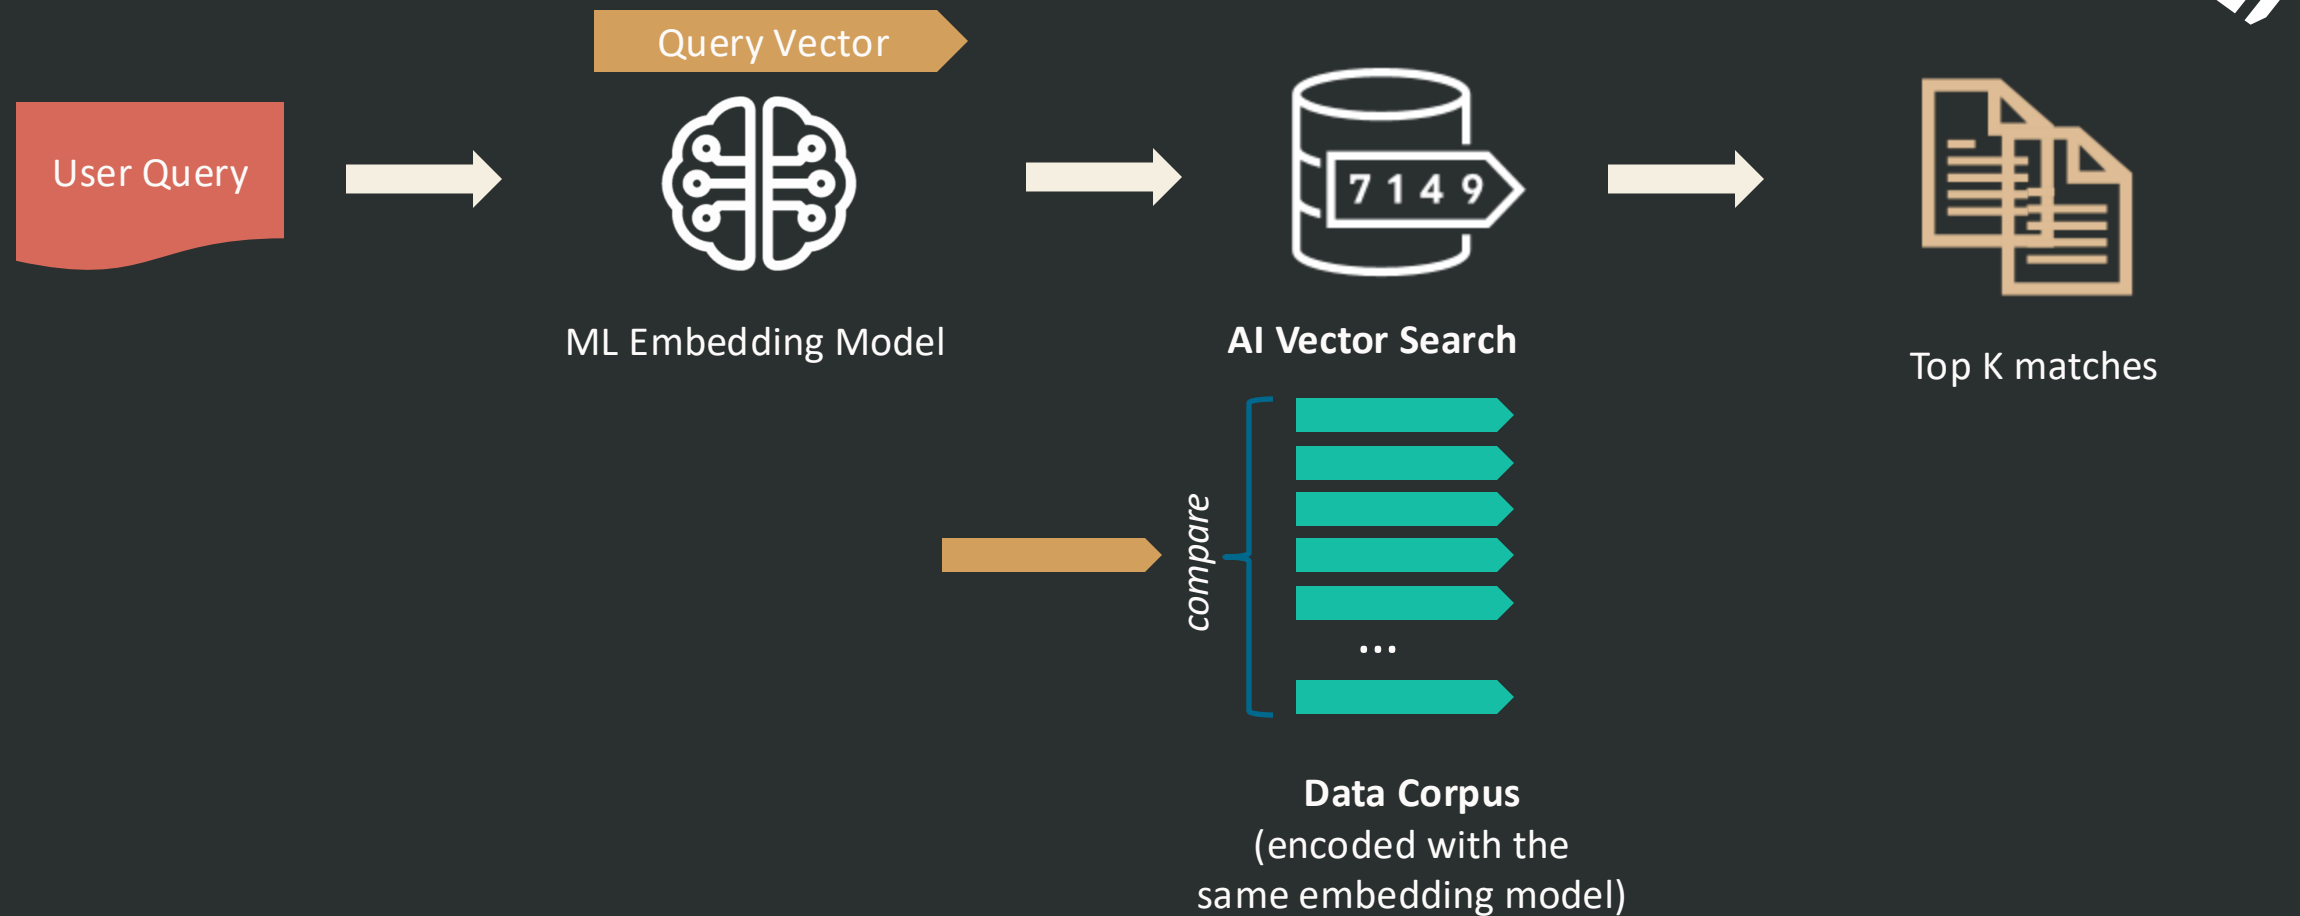 Query Vector
User Query
7 1 4 9
ML Embedding Model
AI Vector Search
Top K matches
compare
...
Data Corpus
(encoded with the
same embedding model)